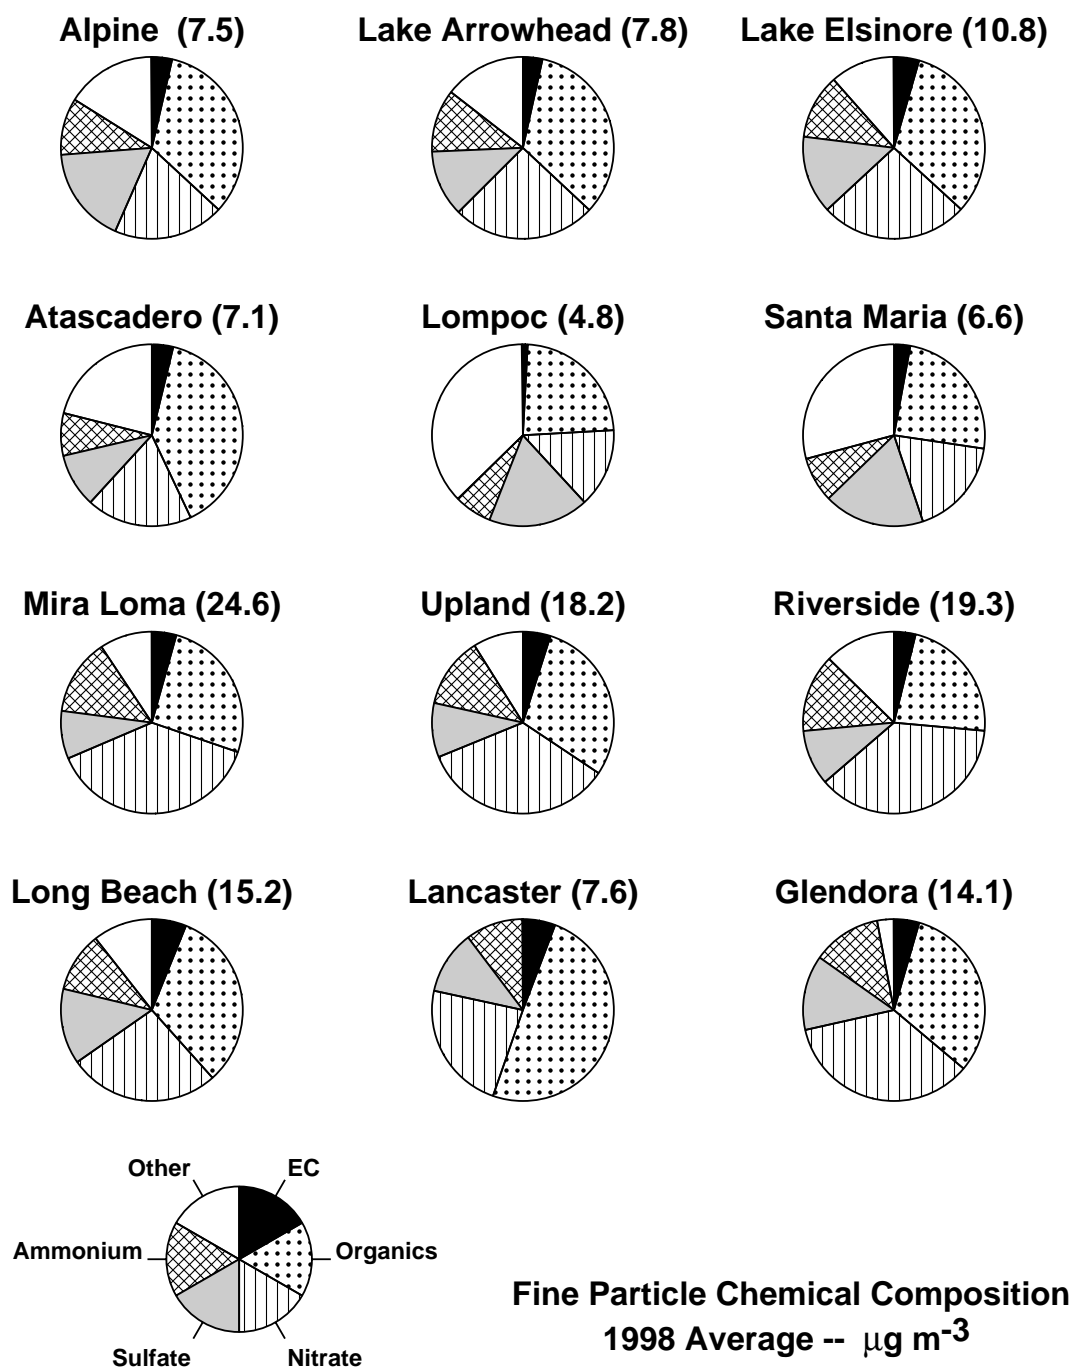 Alpine  (7.5)
Lake Arrowhead (7.8)
Lake Elsinore (10.8)
Atascadero (7.1)
Lompoc (4.8)
Santa Maria (6.6)
Mira Loma (24.6)
Upland (18.2)
Riverside (19.3)
Long Beach (15.2)
Lancaster (7.6)
Glendora (14.1)
Other
EC
Ammonium
Organics
Sulfate
Nitrate
Fine Particle Chemical Composition
1998 Average --  μg m⁻³